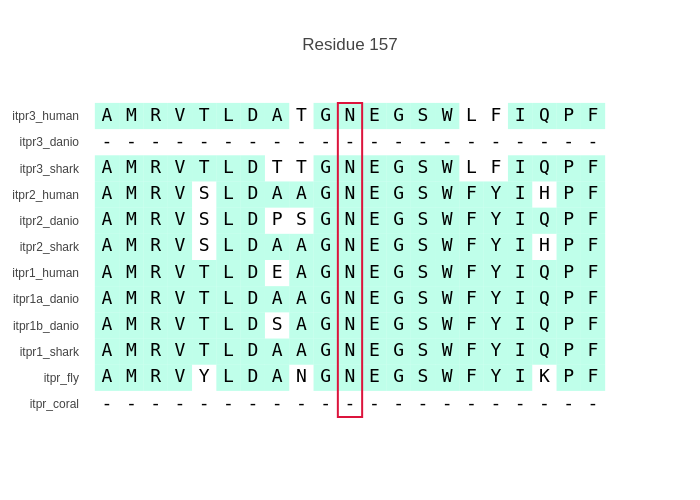 Residue 157
itpr3_human A M R V T L D A T G N E G S W L F I Q P F
itpr3_danio - - - - - - - - - - - - - - - - - - - - -
itpr3_shark A M R V T L D T T G N E G S W L F I Q P F
itpr2_human A M R V S L D A A G N E G S W F Y I H P F
itpr2_danio A M R V S L D P S G N E G S W F Y I Q P F
itpr2_shark A M R V S L D A A G N E G S W F Y I H P F
itpr1_human A M R V T L D E A G N E G S W F Y I Q P F
itpr1a_danio A M R V T L D A A G N E G S W F Y I Q P F
itpr1b_danio A M R V T L D S A G N E G S W F Y I Q P F
itpr1_shark A M R V T L D A A G N E G S W F Y I Q P F
itpr_fly A M R V Y L D A N G N E G S W F Y I K P F
itpr_coral - - - - - - - - - - - - - - - - - - - - -